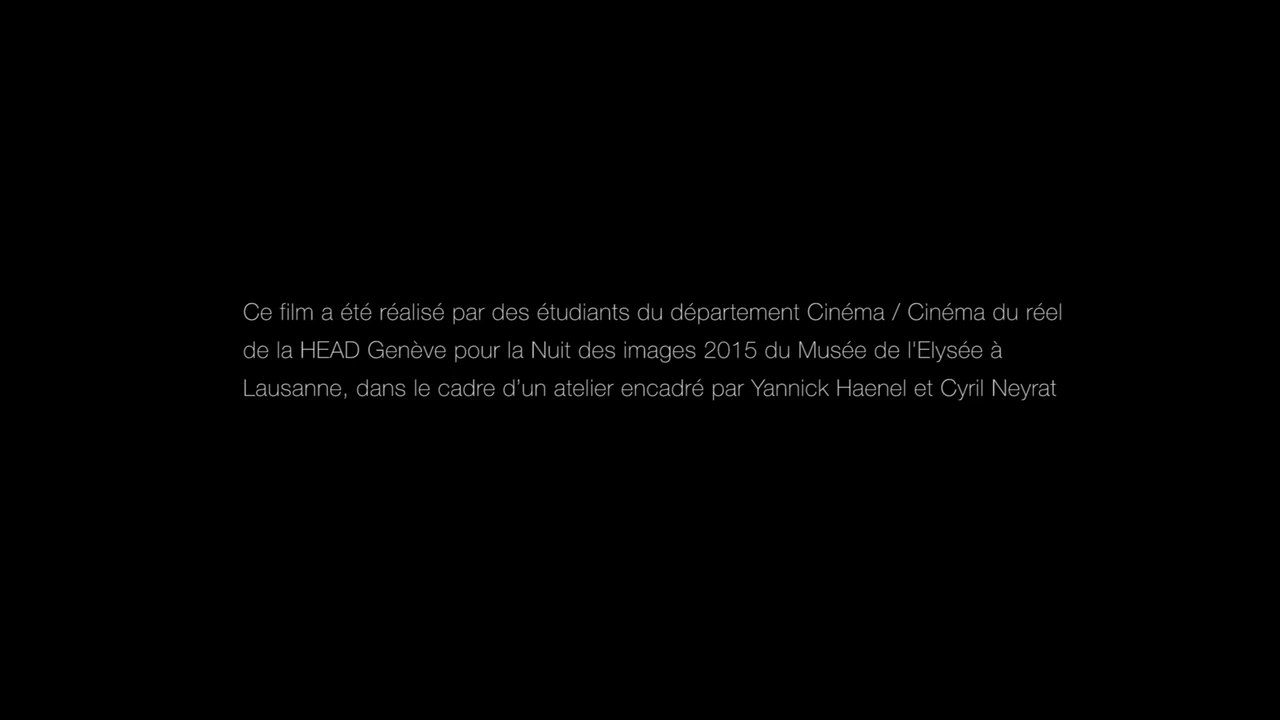 Ce film a été réalisé par des étudiants du département Cinéma / Cinéma du réel
de la HEAD Genève pour la Nuit des images 2015 du Musée de l'Elysée à
Lausanne, dans le cadre d’un atelier encadré par Yannick Haenel et Cyril Neyrat